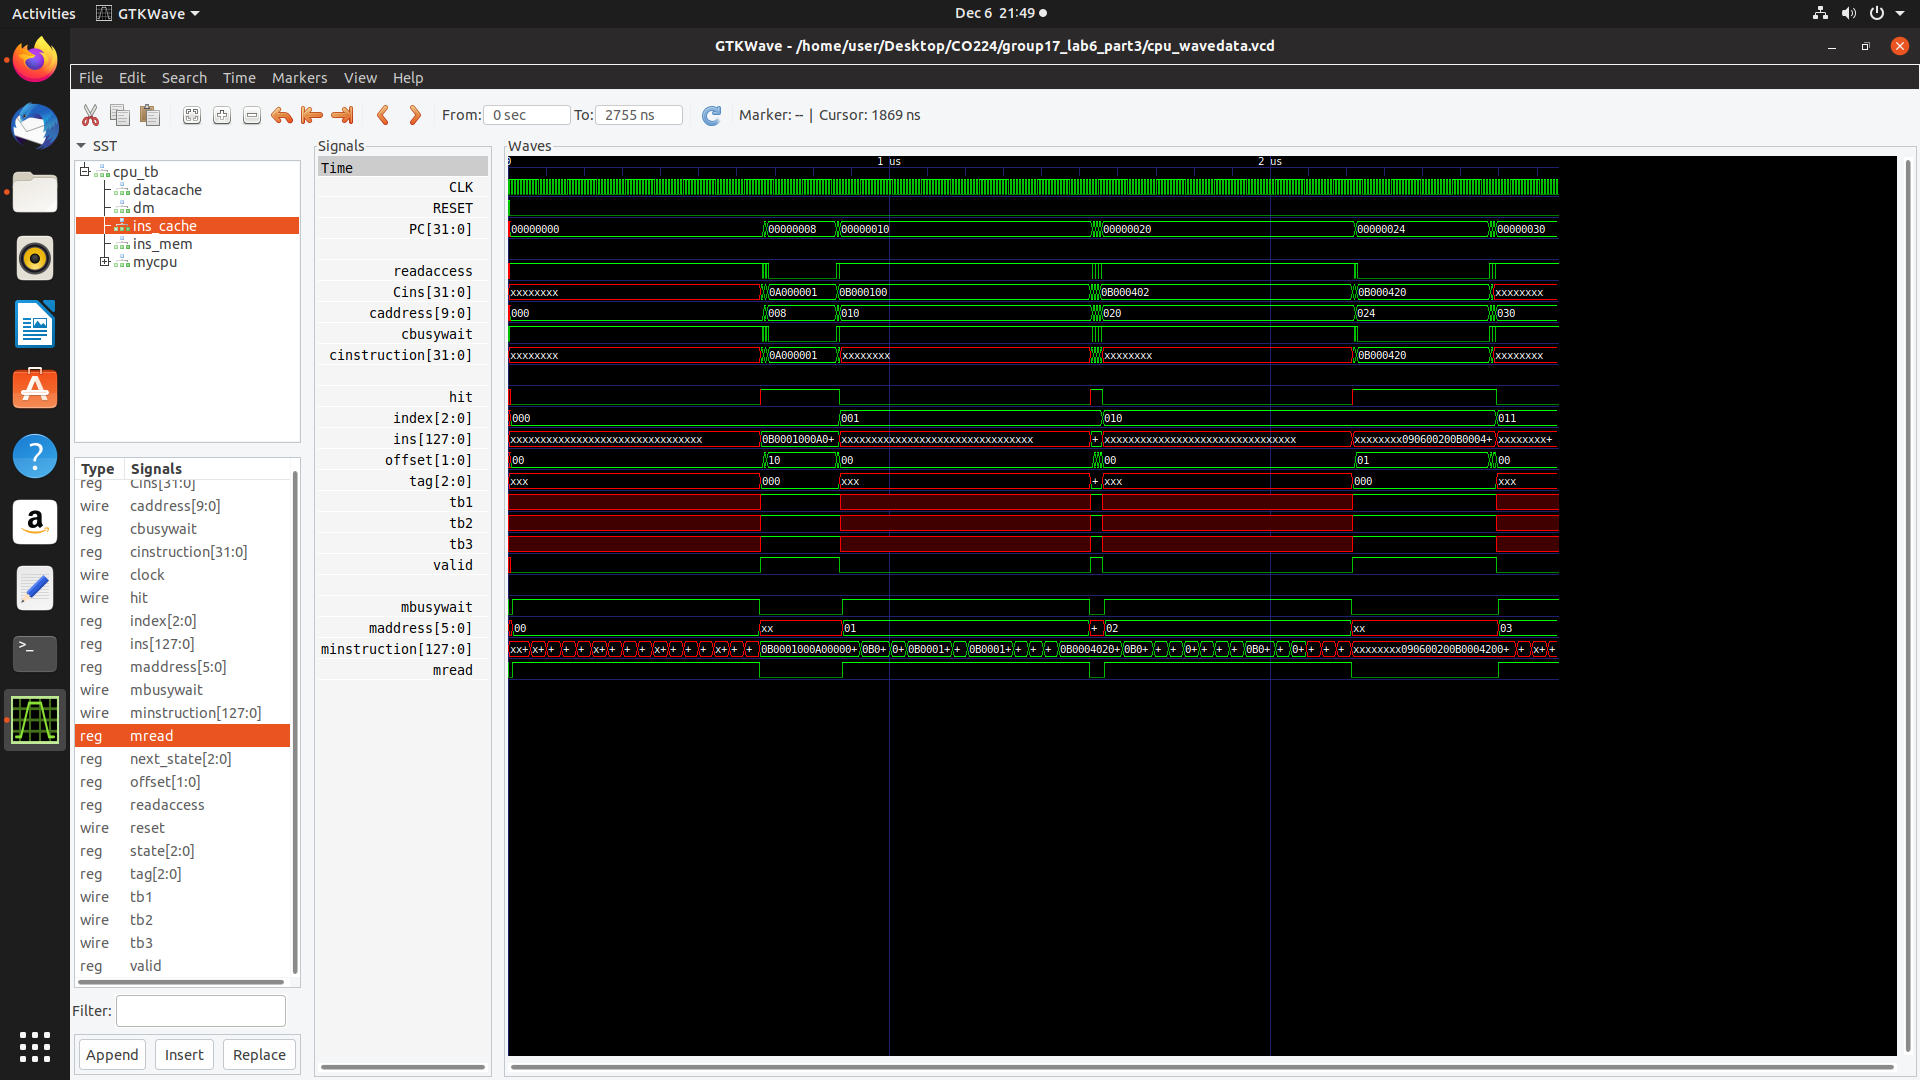 Activities GTKWave Dec 6 21:49
GTKWave - /home/user/Desktop/CO224/group17_lab6_part3/cpu_wavedata.vcd
File Edit Search Time Markers View Help
From: 0 sec To: 2755 ns Marker: -- | Cursor: 1869 ns
SST
cpu_tb
datacache
dm
ins_cache
ins_mem
mycpu
Type Signals
reg Cins[31:0]
wire caddress[9:0]
reg cbusywait
reg cinstruction[31:0]
wire clock
wire hit
reg index[2:0]
reg ins[127:0]
reg maddress[5:0]
wire mbusywait
wire minstruction[127:0]
reg mread
reg next_state[2:0]
reg offset[1:0]
reg readaccess
wire reset
reg state[2:0]
reg tag[2:0]
wire tb1
wire tb2
wire tb3
reg valid
Filter:
Append Insert Replace
Signals
Time
CLK
RESET
PC[31:0]
readaccess
Cins[31:0]
caddress[9:0]
cbusywait
cinstruction[31:0]
hit
index[2:0]
ins[127:0]
offset[1:0]
tag[2:0]
tb1
tb2
tb3
valid
mbusywait
maddress[5:0]
minstruction[127:0]
mread
Waves
0 1 us 2 us
00000000 00000008 00000010 00000020 00000024 00000030
xxxxxxxx 0A000001 0B000100 0B000402 0B000420 xxxxxxxx
000 008 010 020 024 030
xxxxxxxx 0A000001 xxxxxxxx xxxxxxxx 0B000420 xxxxxxxx
000 001 010 011
xxxxxxxxxxxxxxxxxxxxxxxxxxxxxxxx 0B0001000A0+ xxxxxxxxxxxxxxxxxxxxxxxxxxxxxxxx + xxxxxxxxxxxxxxxxxxxxxxxxxxxxxxxx xxxxxxxx090600200B0004+ xxxxxxxx+
00 10 00 00 01 00
xxx 000 xxx + xxx 000 xxx
00 xx 01 + 02 xx 03
xx+ x+ + + + x+ + + + x+ + + + x+ + + 0B0001000A00000+ 0B0+ 0+ 0B0001+ + 0B0001+ + + + 0B0004020+ 0B0+ + + 0+ + + + 0B0+ + 0+ + + + xxxxxxxx090600200B0004200+ + x+ +
ᴀ
>_
?
a